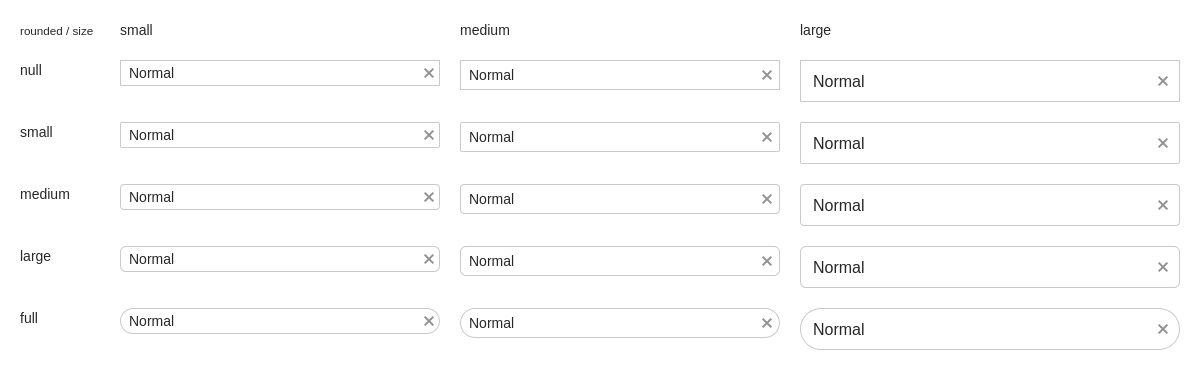 rounded / size small medium large
null Normal Normal Normal
small Normal Normal Normal
medium Normal Normal Normal
large Normal Normal Normal
full Normal Normal Normal